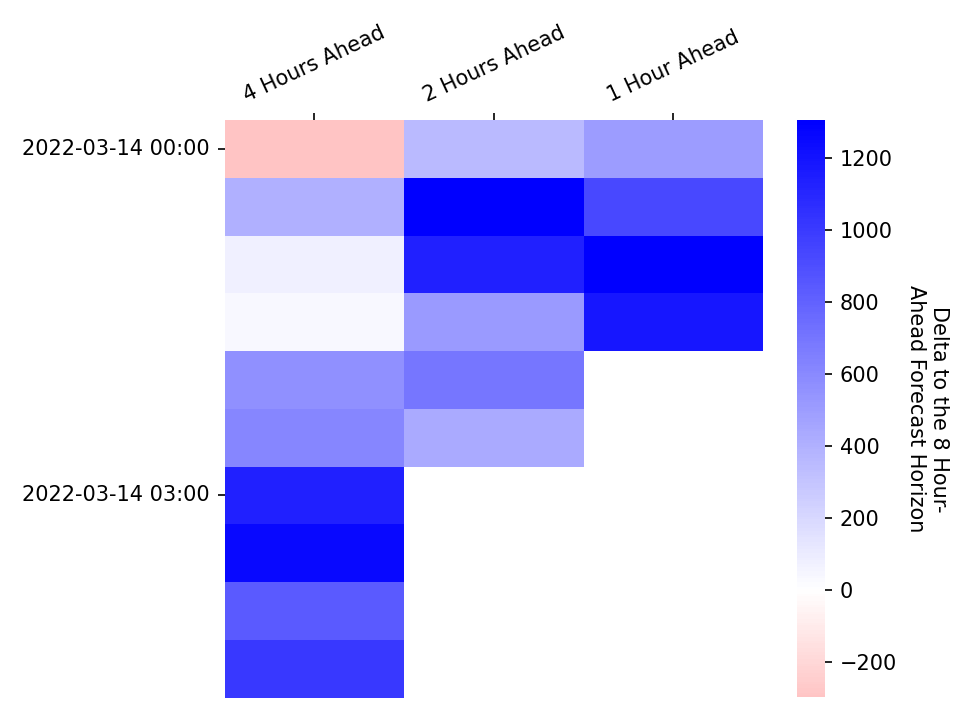 4 Hours Ahead
2 Hours Ahead
1 Hour Ahead
2022-03-14 00:00
2022-03-14 03:00
1200
1000
800
600
400
200
0
−200
Delta to the 8 Hour-
Ahead Forecast Horizon